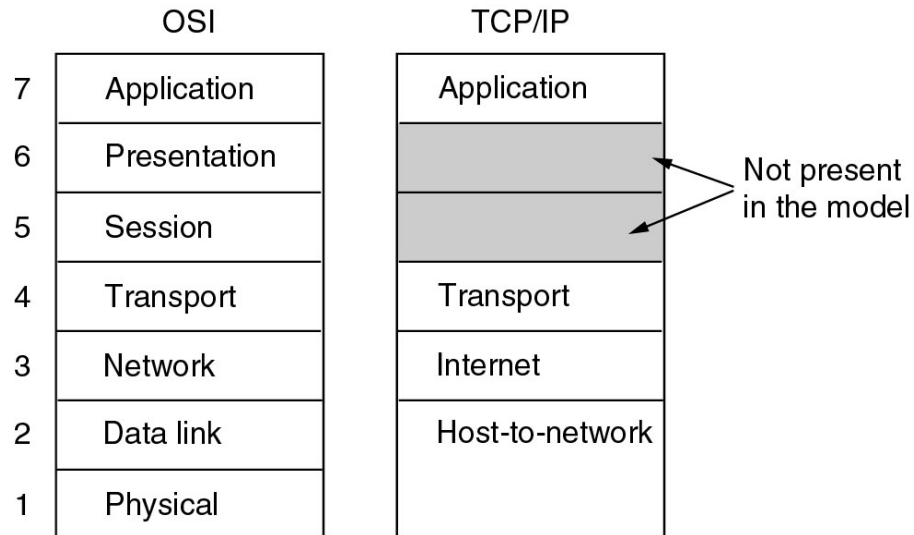 OSI
TCP/IP
7
Application
Application
6
Presentation
Not present
in the model
5
Session
4
Transport
Transport
3
Network
Internet
2
Data link
Host-to-network
1
Physical